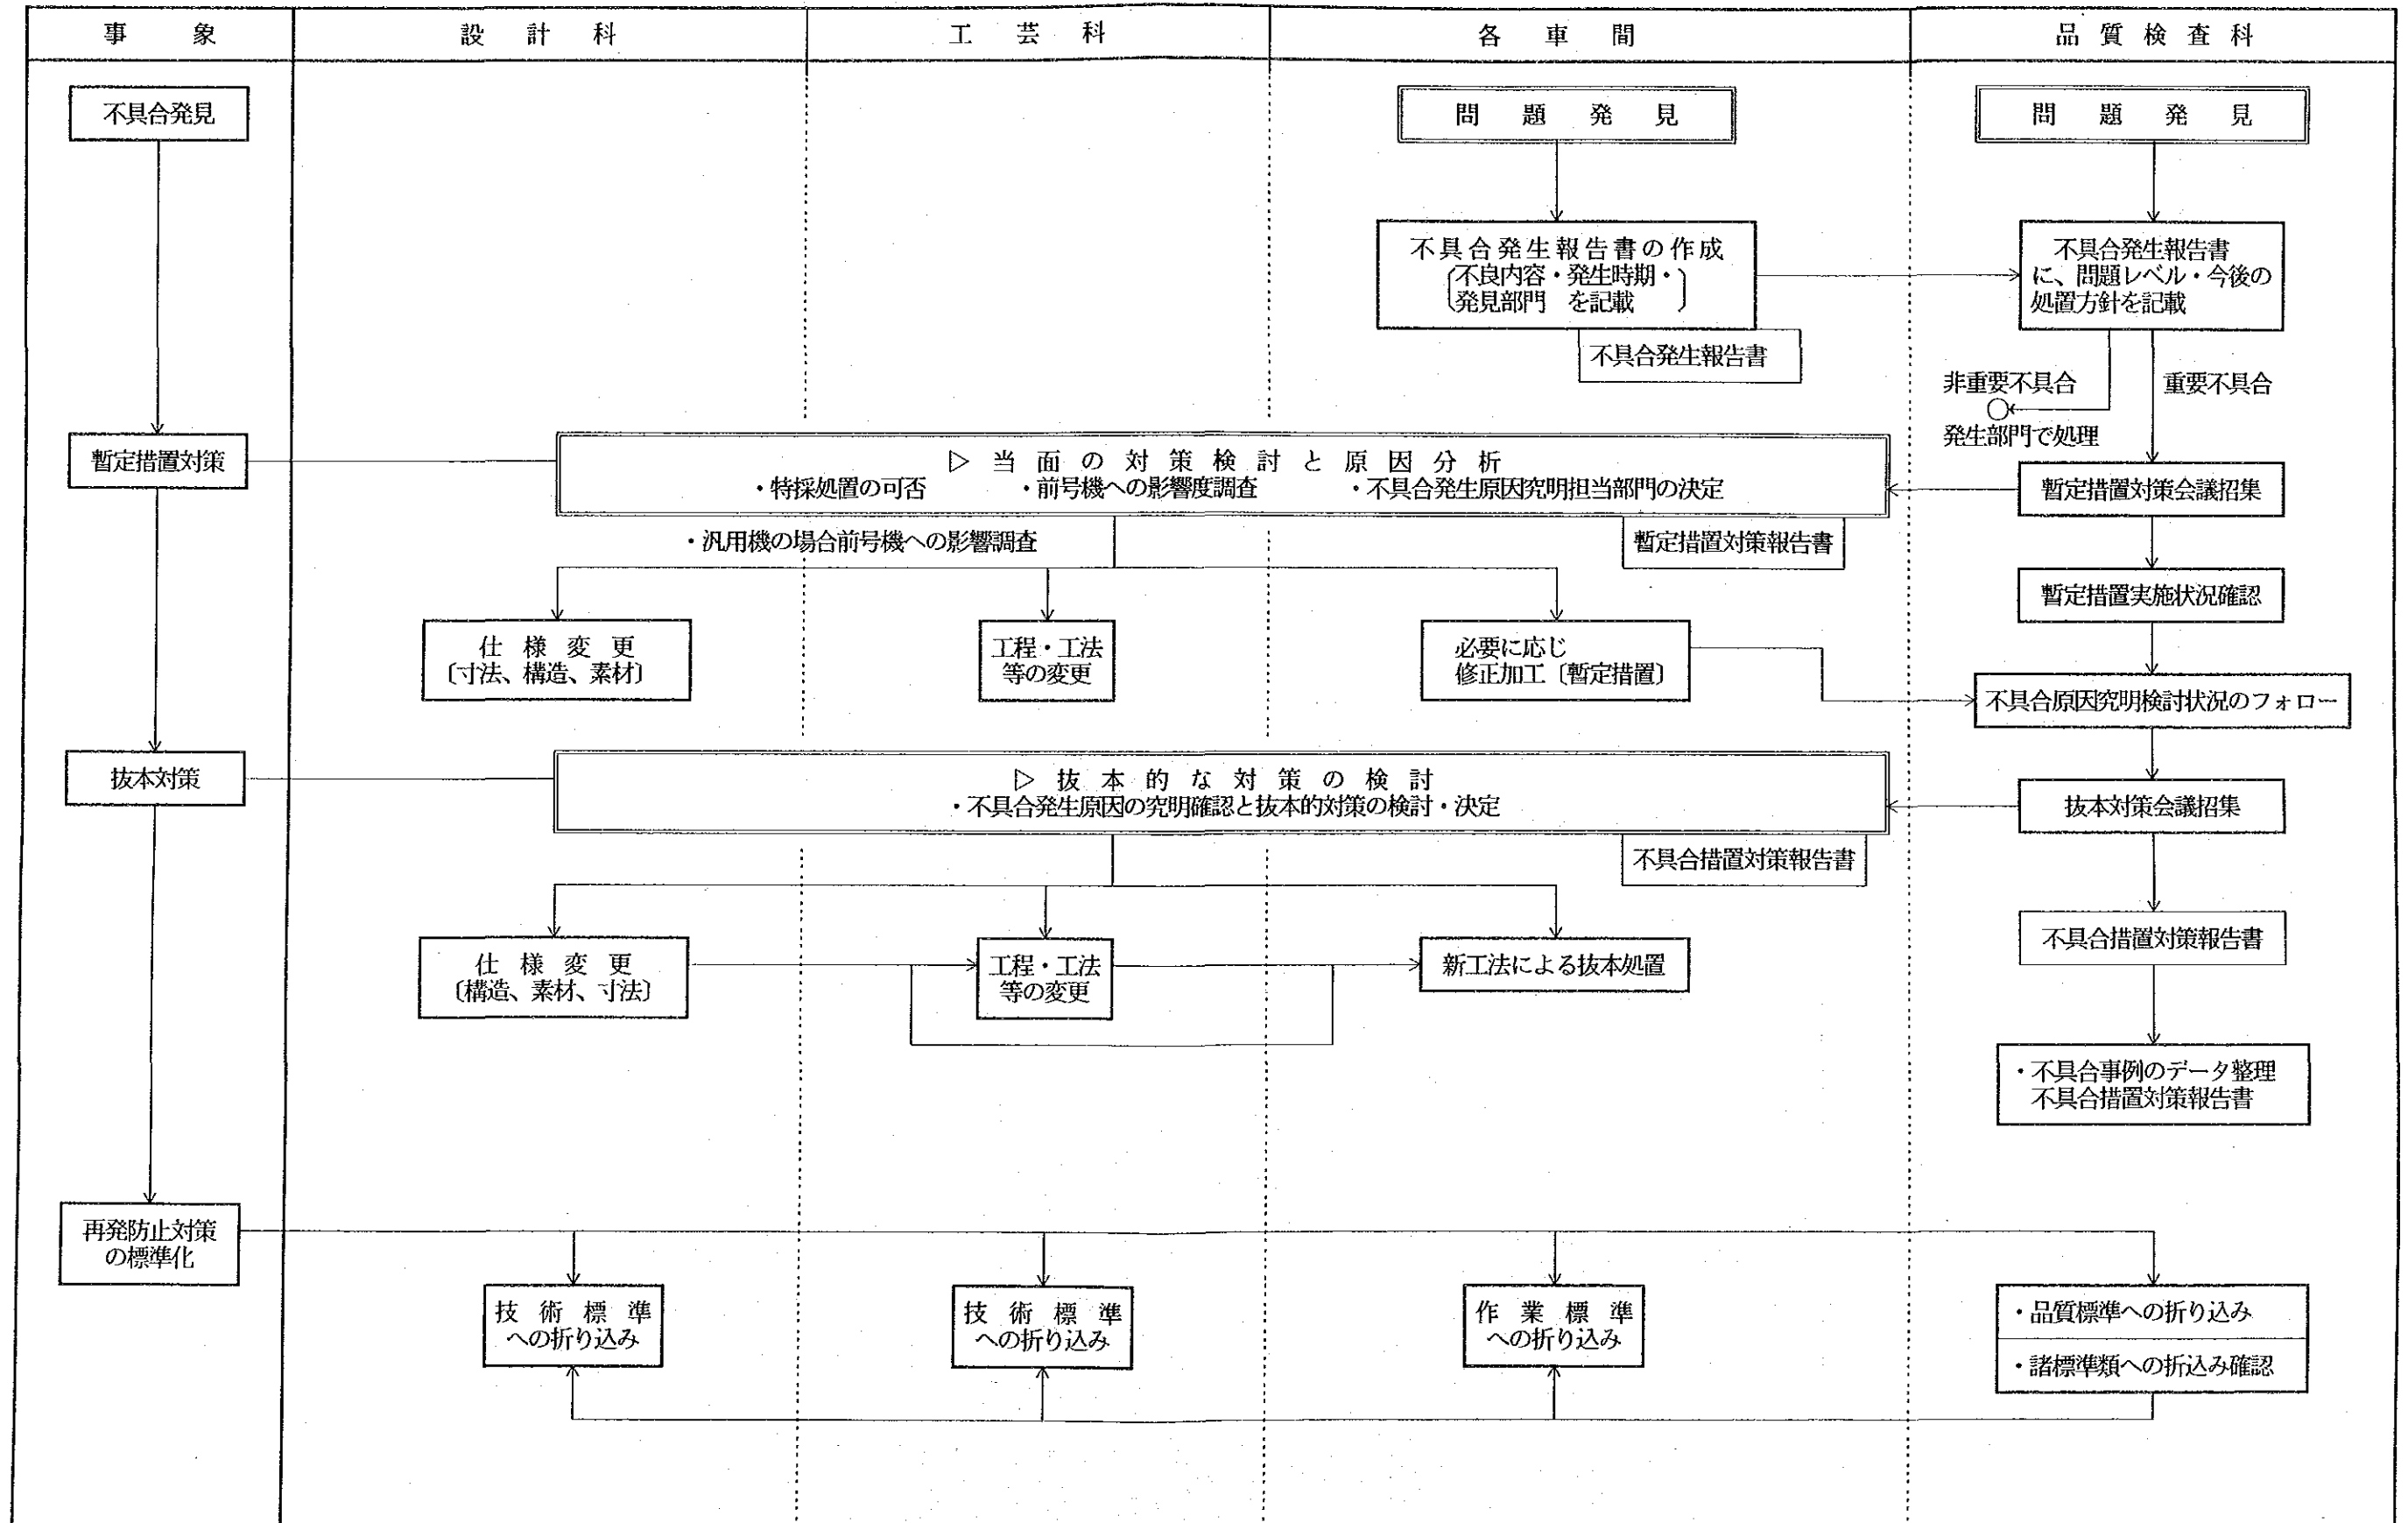 事象
設計科
工芸科
各車間
品質検査科
不具合発見
問題発見
問題発見
不具合発生報告書の作成
〔不良内容・発生時期・
発見部門　を記載　〕
不具合発生報告書
に、問題レベル・今後の
処置方針を記載
不具合発生報告書
非重要不具合
重要不具合
発生部門で処理
暫定措置対策
▷ 当面の対策検討と原因分析
・特採処置の可否　・前号機への影響度調査　・不具合発生原因究明担当部門の決定
暫定措置対策会議招集
・汎用機の場合前号機への影響調査
暫定措置対策報告書
暫定措置実施状況確認
仕様変更
〔寸法、構造、素材〕
工程・工法
等の変更
必要に応じ
修正加工〔暫定措置〕
不具合原因究明検討状況のフォロー
抜本対策
▷ 抜本的な対策の検討
・不具合発生原因の究明確認と抜本的対策の検討・決定
抜本対策会議招集
不具合措置対策報告書
仕様変更
〔構造、素材、寸法〕
工程・工法
等の変更
新工法による抜本処置
不具合措置対策報告書
・不具合事例のデータ整理
不具合措置対策報告書
再発防止対策
の標準化
技術標準
への折り込み
技術標準
への折り込み
作業標準
への折り込み
・品質標準への折り込み
・諸標準類への折込み確認